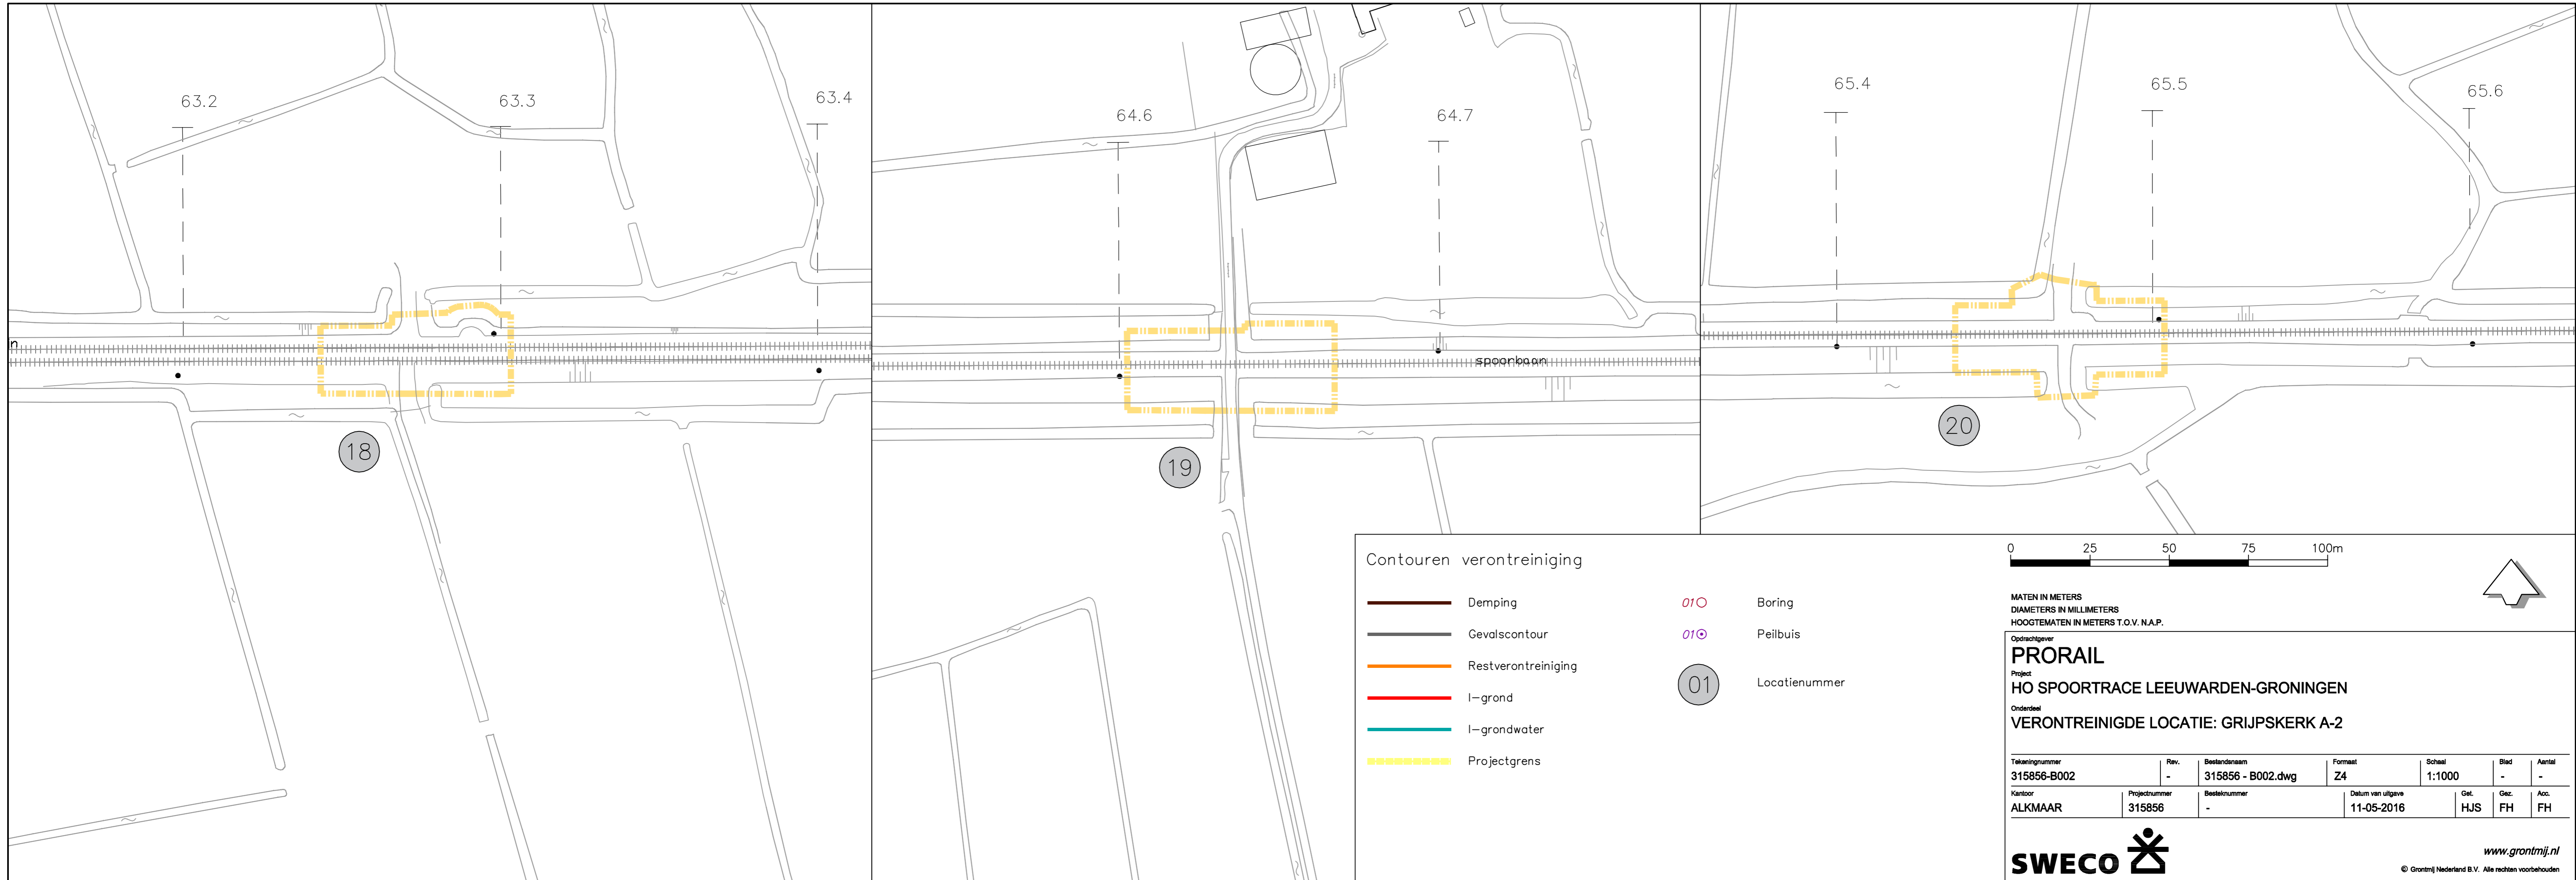 63.2
63.3
63.4
n
18
64.6
64.7
spoorbaan
19
65.4
65.5
65.6
20
Contouren verontreiniging
Demping
Gevalscontour
Restverontreiniging
I-grond
I-grondwater
Projectgrens
01 Boring
01 Peilbuis
01 Locatienummer
0 25 50 75 100m
MATEN IN METERS
DIAMETERS IN MILLIMETERS
HOOGTEMATEN IN METERS T.O.V. N.A.P.
Opdrachtgever
PRORAIL
Project
HO SPOORTRACE LEEUWARDEN-GRONINGEN
Onderdeel
VERONTREINIGDE LOCATIE: GRIJPSKERK A-2
Tekeningnummer Rev. Bestandsnaam Formaat Schaal Blad Aantal
315856-B002 - 315856 - B002.dwg Z4 1:1000 - -
Kantoor Projectnummer Besteknummer Datum van uitgave Get. Gez. Acc.
ALKMAAR 315856 - 11-05-2016 HJS FH FH
SWECO
www.grontmij.nl
© Grontmij Nederland B.V. Alle rechten voorbehouden